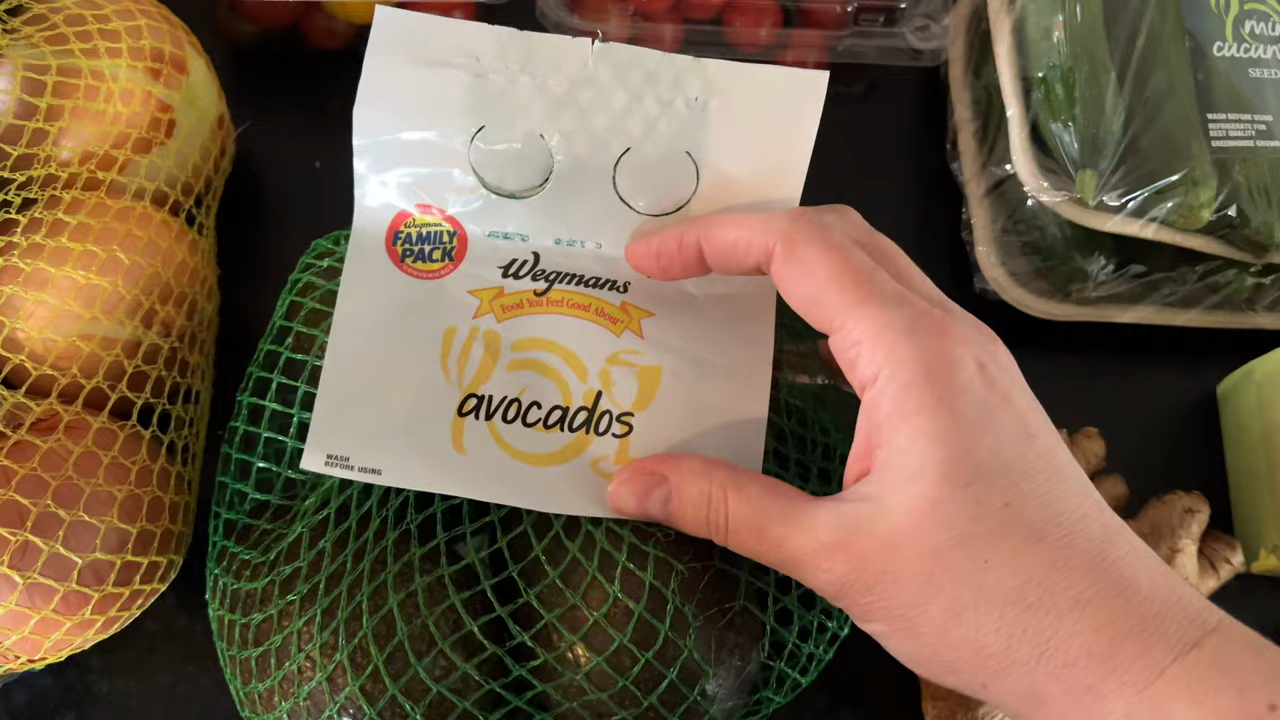 Wegmans
FAMILY
PACK
CONVENIENCE
Wegmans
Food You Feel Good About
avocados
WASH
BEFORE USING
SEED
WASH BEFORE USING
REFRIGERATE FOR
BEST QUALITY
GREENHOUSE GROWN